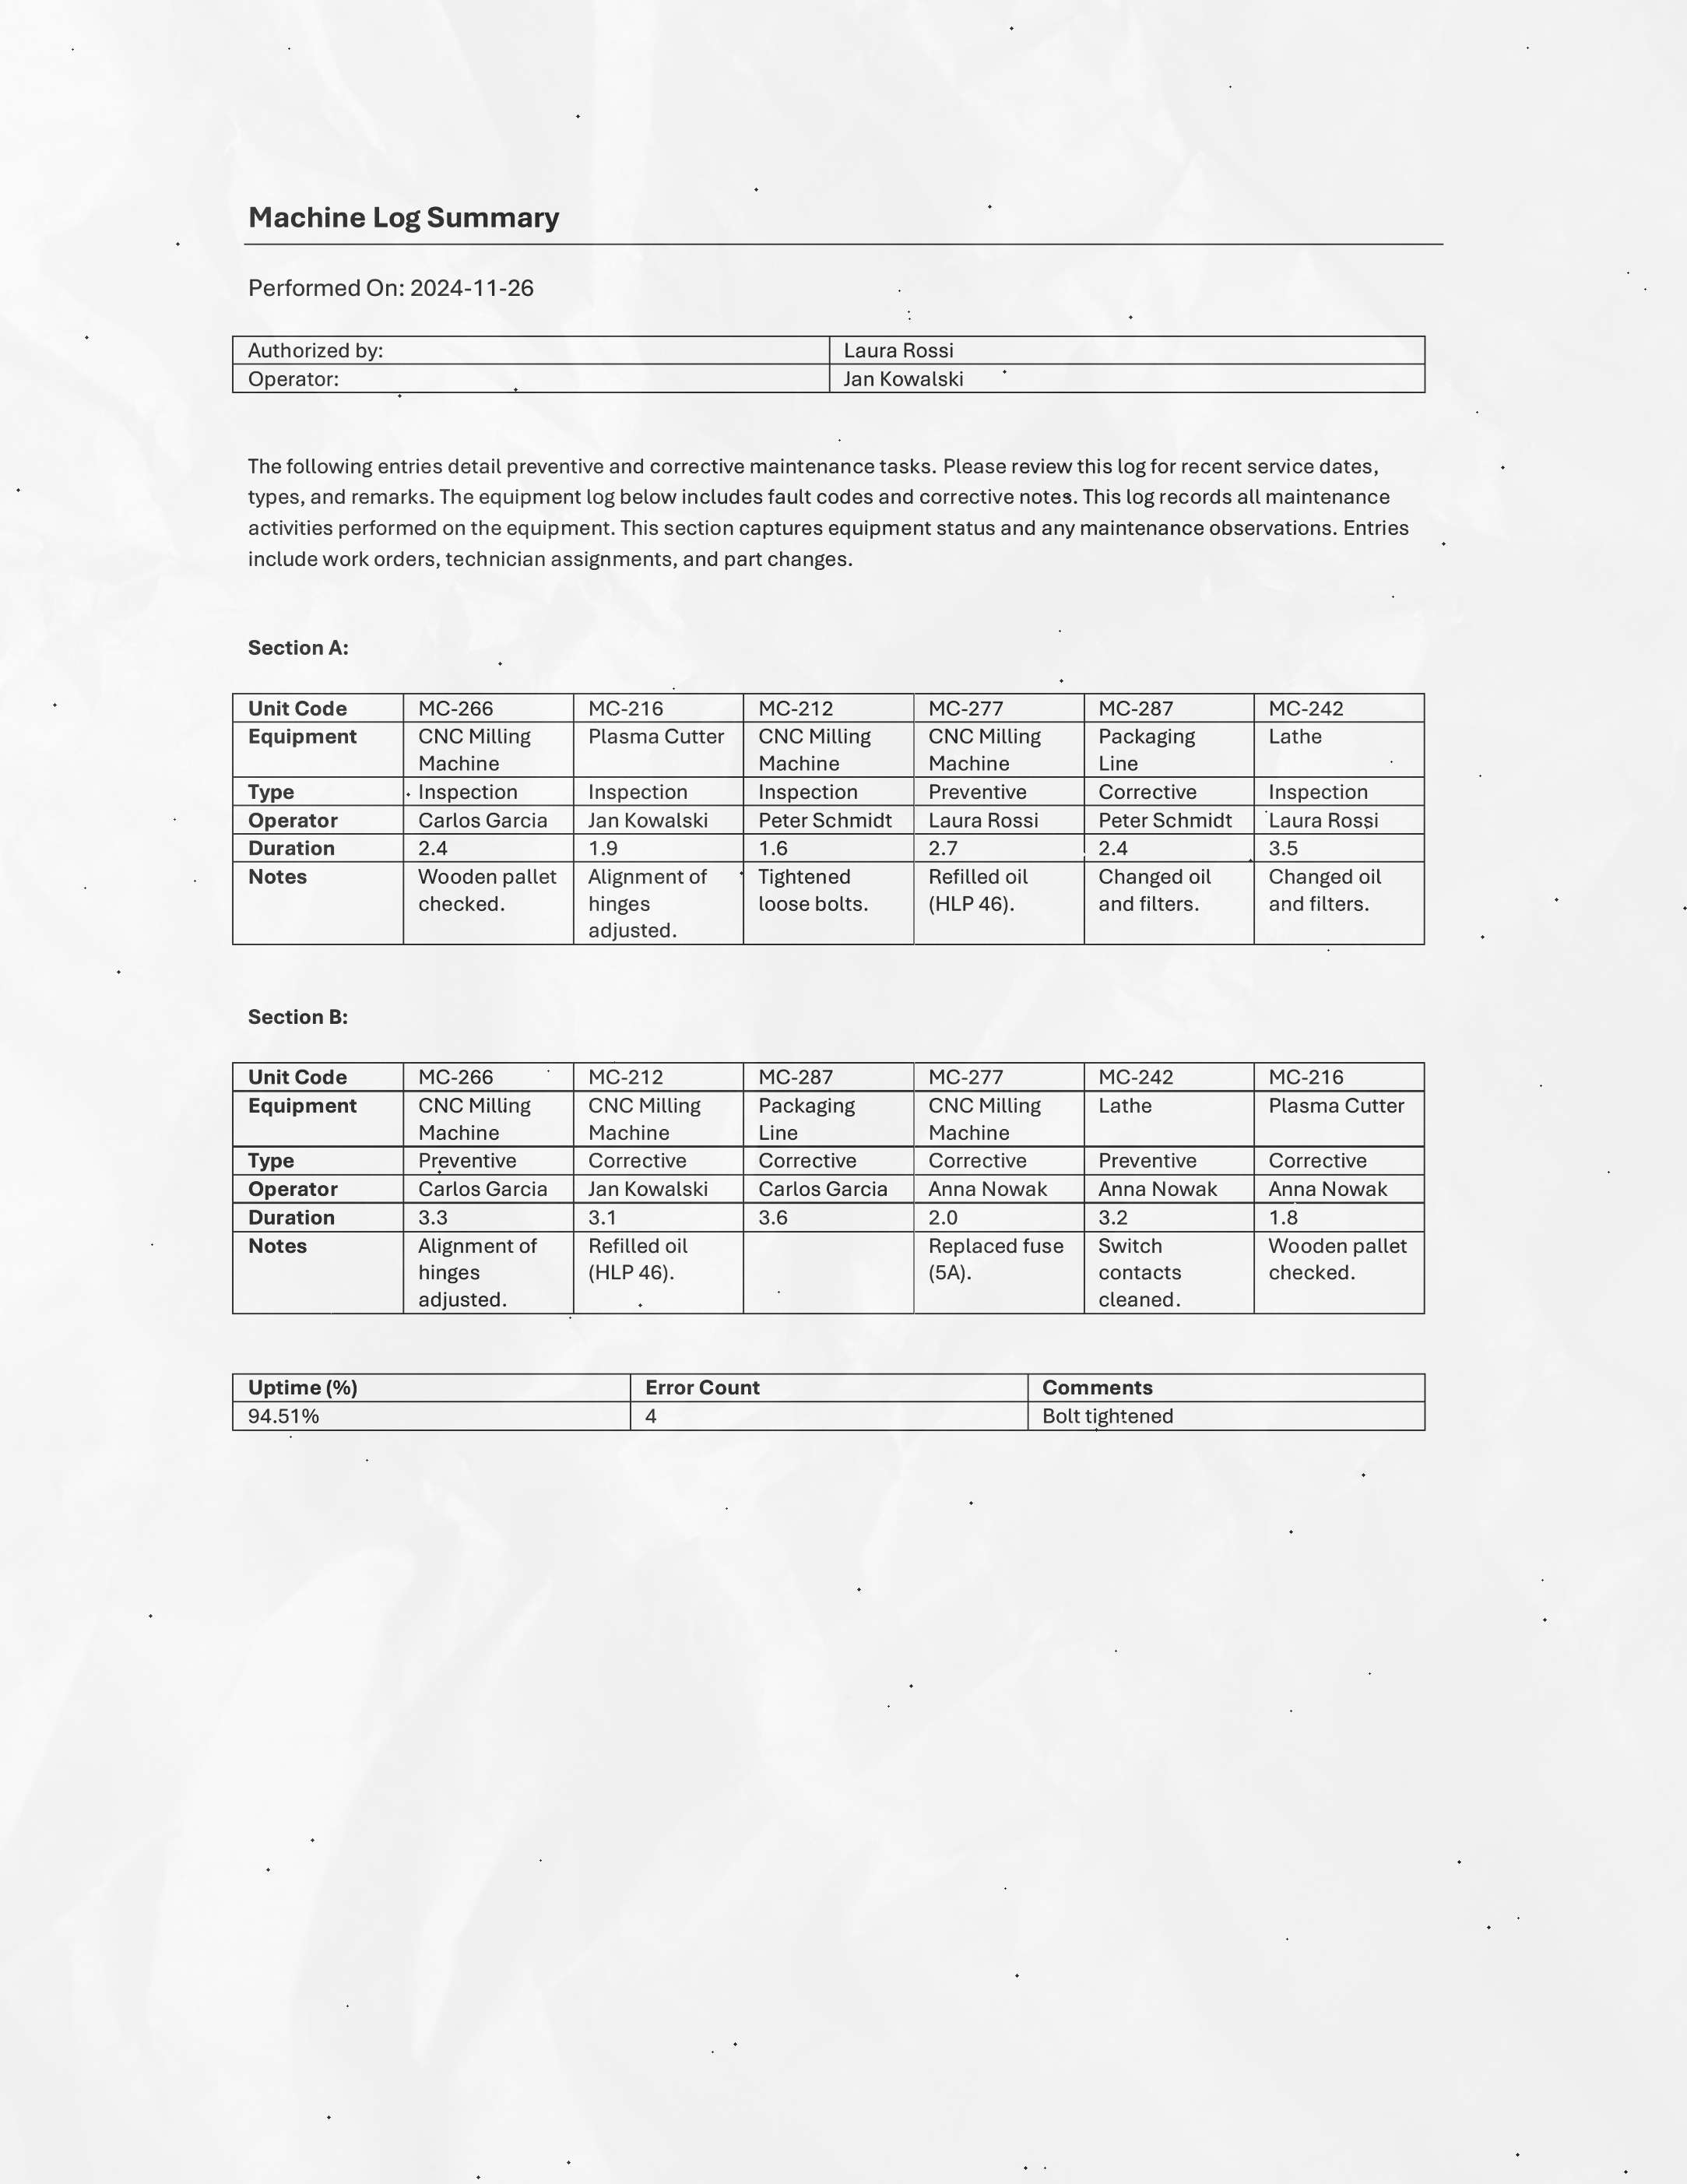 Machine Log Summary
Performed On: 2024-11-26
Authorized by: Laura Rossi
Operator: Jan Kowalski
The following entries detail preventive and corrective maintenance tasks. Please review this log for recent service dates,
types, and remarks. The equipment log below includes fault codes and corrective notes. This log records all maintenance
activities performed on the equipment. This section captures equipment status and any maintenance observations. Entries
include work orders, technician assignments, and part changes.
Section A:
Unit Code MC-266 MC-216 MC-212 MC-277 MC-287 MC-242
Equipment CNC Milling Plasma Cutter CNC Milling CNC Milling Packaging Lathe
Machine Machine Machine Line
Type Inspection Inspection Inspection Preventive Corrective Inspection
Operator Carlos Garcia Jan Kowalski Peter Schmidt Laura Rossi Peter Schmidt Laura Rossi
Duration 2.4 1.9 1.6 2.7 2.4 3.5
Notes Wooden pallet Alignment of Tightened Refilled oil Changed oil Changed oil
checked. hinges loose bolts. (HLP 46). and filters. and filters.
adjusted.
Section B:
Unit Code MC-266 MC-212 MC-287 MC-277 MC-242 MC-216
Equipment CNC Milling CNC Milling Packaging CNC Milling Lathe Plasma Cutter
Machine Machine Line Machine
Type Preventive Corrective Corrective Corrective Preventive Corrective
Operator Carlos Garcia Jan Kowalski Carlos Garcia Anna Nowak Anna Nowak Anna Nowak
Duration 3.3 3.1 3.6 2.0 3.2 1.8
Notes Alignment of Refilled oil Replaced fuse Switch Wooden pallet
hinges (HLP 46). (5A). contacts checked.
adjusted. cleaned.
Uptime (%) Error Count Comments
94.51% 4 Bolt tightened